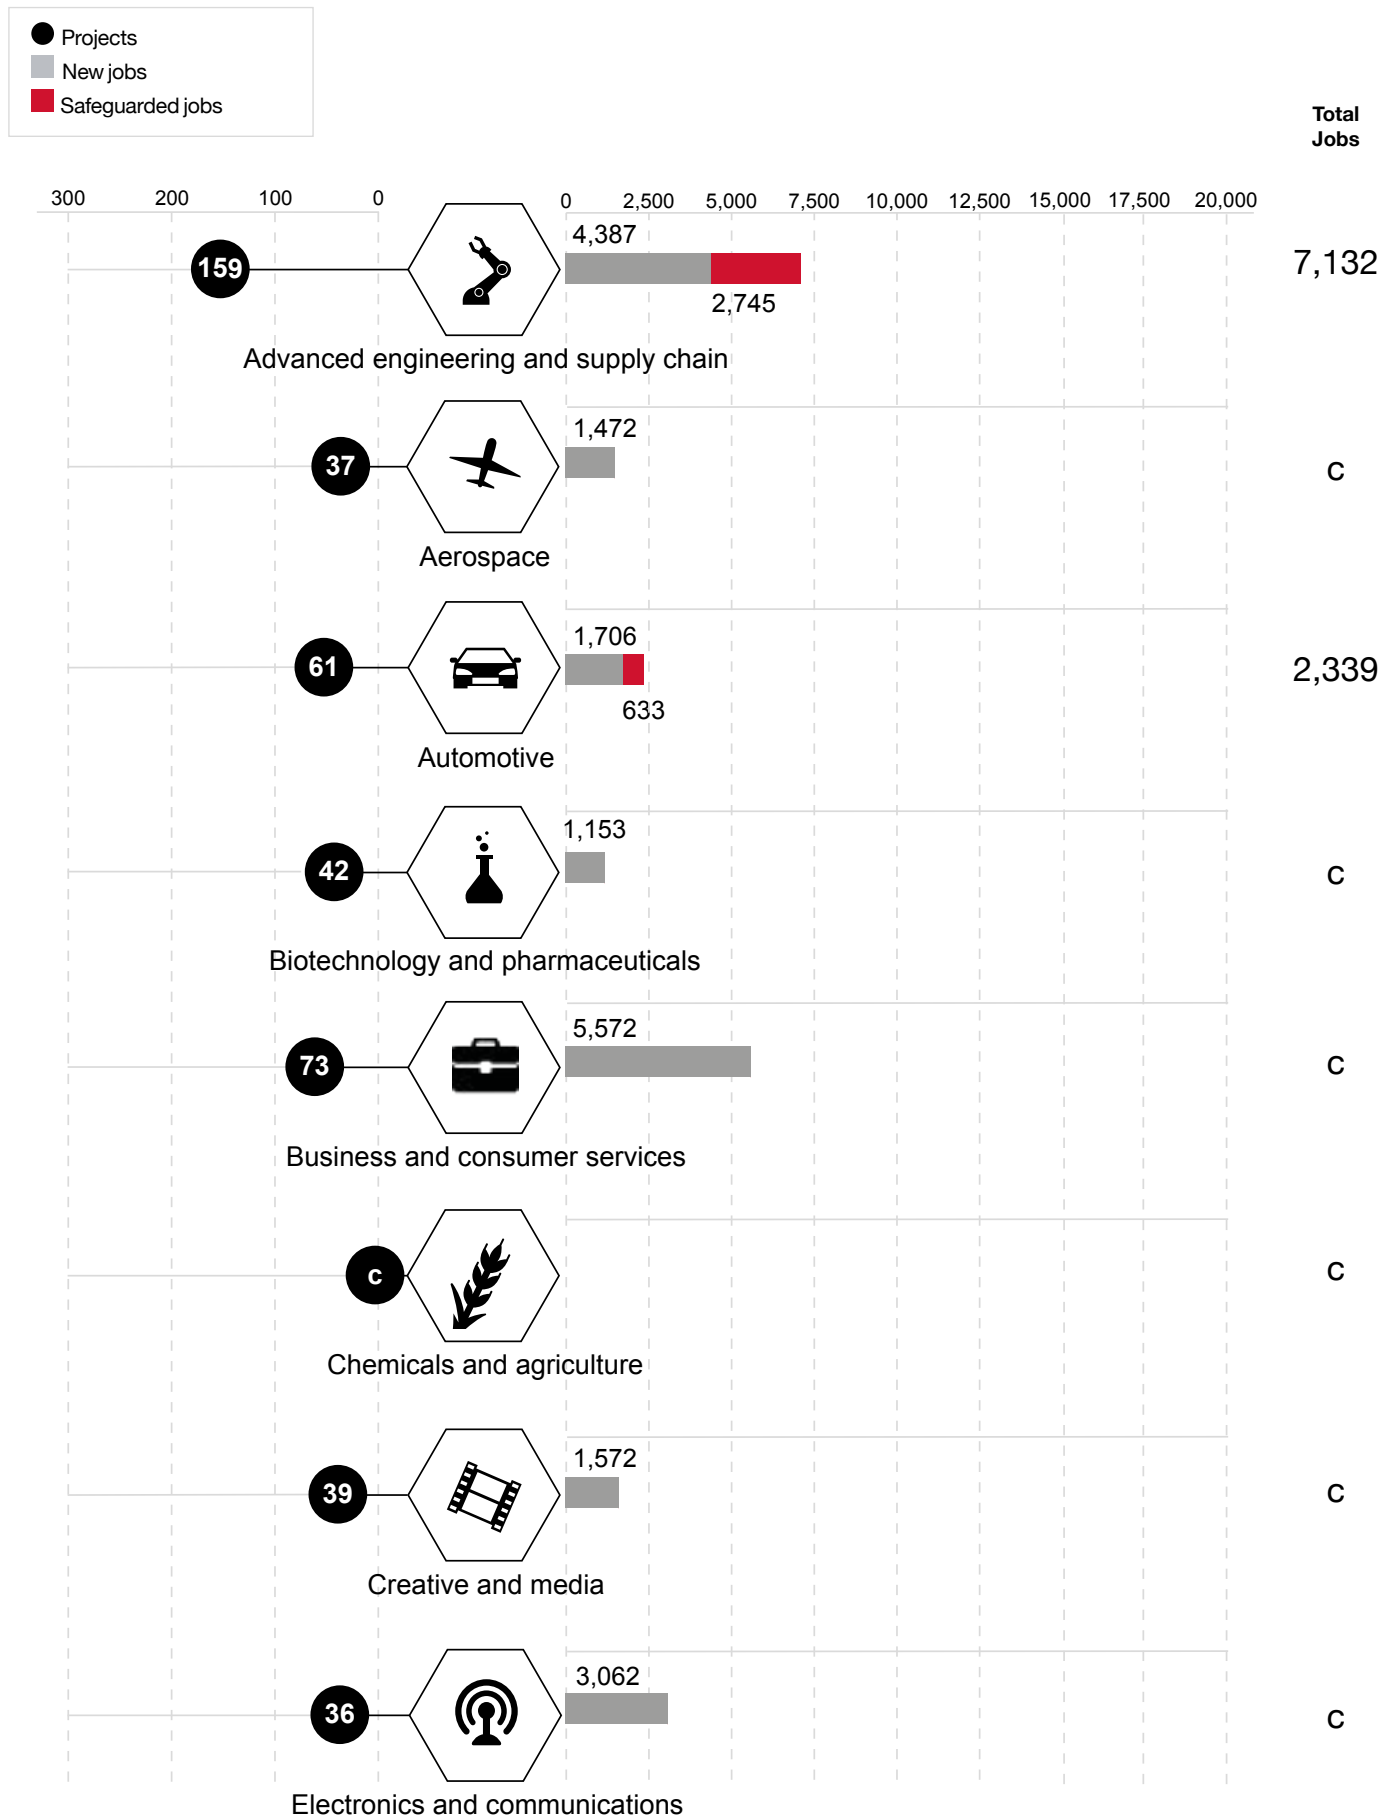 Projects
New jobs
Safeguarded jobs
Total
Jobs
300 200 100 0 0 2,500 5,000 7,500 10,000 12,500 15,000 17,500 20,000
4,387
159
7,132
2,745
Advanced engineering and supply chain
1,472
37
c
Aerospace
1,706
61
2,339
633
Automotive
1,153
42
c
Biotechnology and pharmaceuticals
5,572
73
c
Business and consumer services
c
c
Chemicals and agriculture
1,572
39
c
Creative and media
3,062
36
c
Electronics and communications